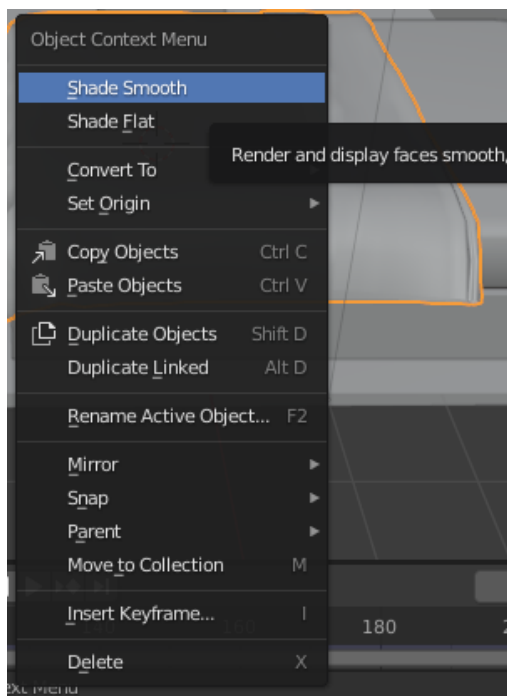 Object Context Menu
Shade Smooth
Shade Flat
Render and display faces smooth,
Convert To
Set Origin
Copy Objects Ctrl C
Paste Objects Ctrl V
Duplicate Objects Shift D
Duplicate Linked Alt D
Rename Active Object... F2
Mirror
Snap
Parent
Move to Collection M
Insert Keyframe... I
160
180
Delete X
ext Menu